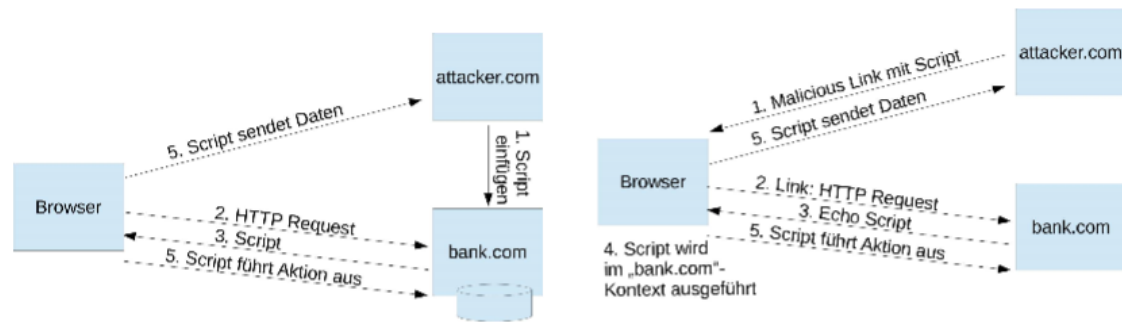 attacker.com
5. Script sendet Daten
1. Script
einfügen
Browser
2. HTTP Request
3. Script
5. Script führt Aktion aus
bank.com
attacker.com
1. Malicious Link mit Script
5. Script sendet Daten
Browser
2. Link: HTTP Request
3. Echo Script
5. Script führt Aktion aus
bank.com
4. Script wird
im „bank.com“-
Kontext ausgeführt